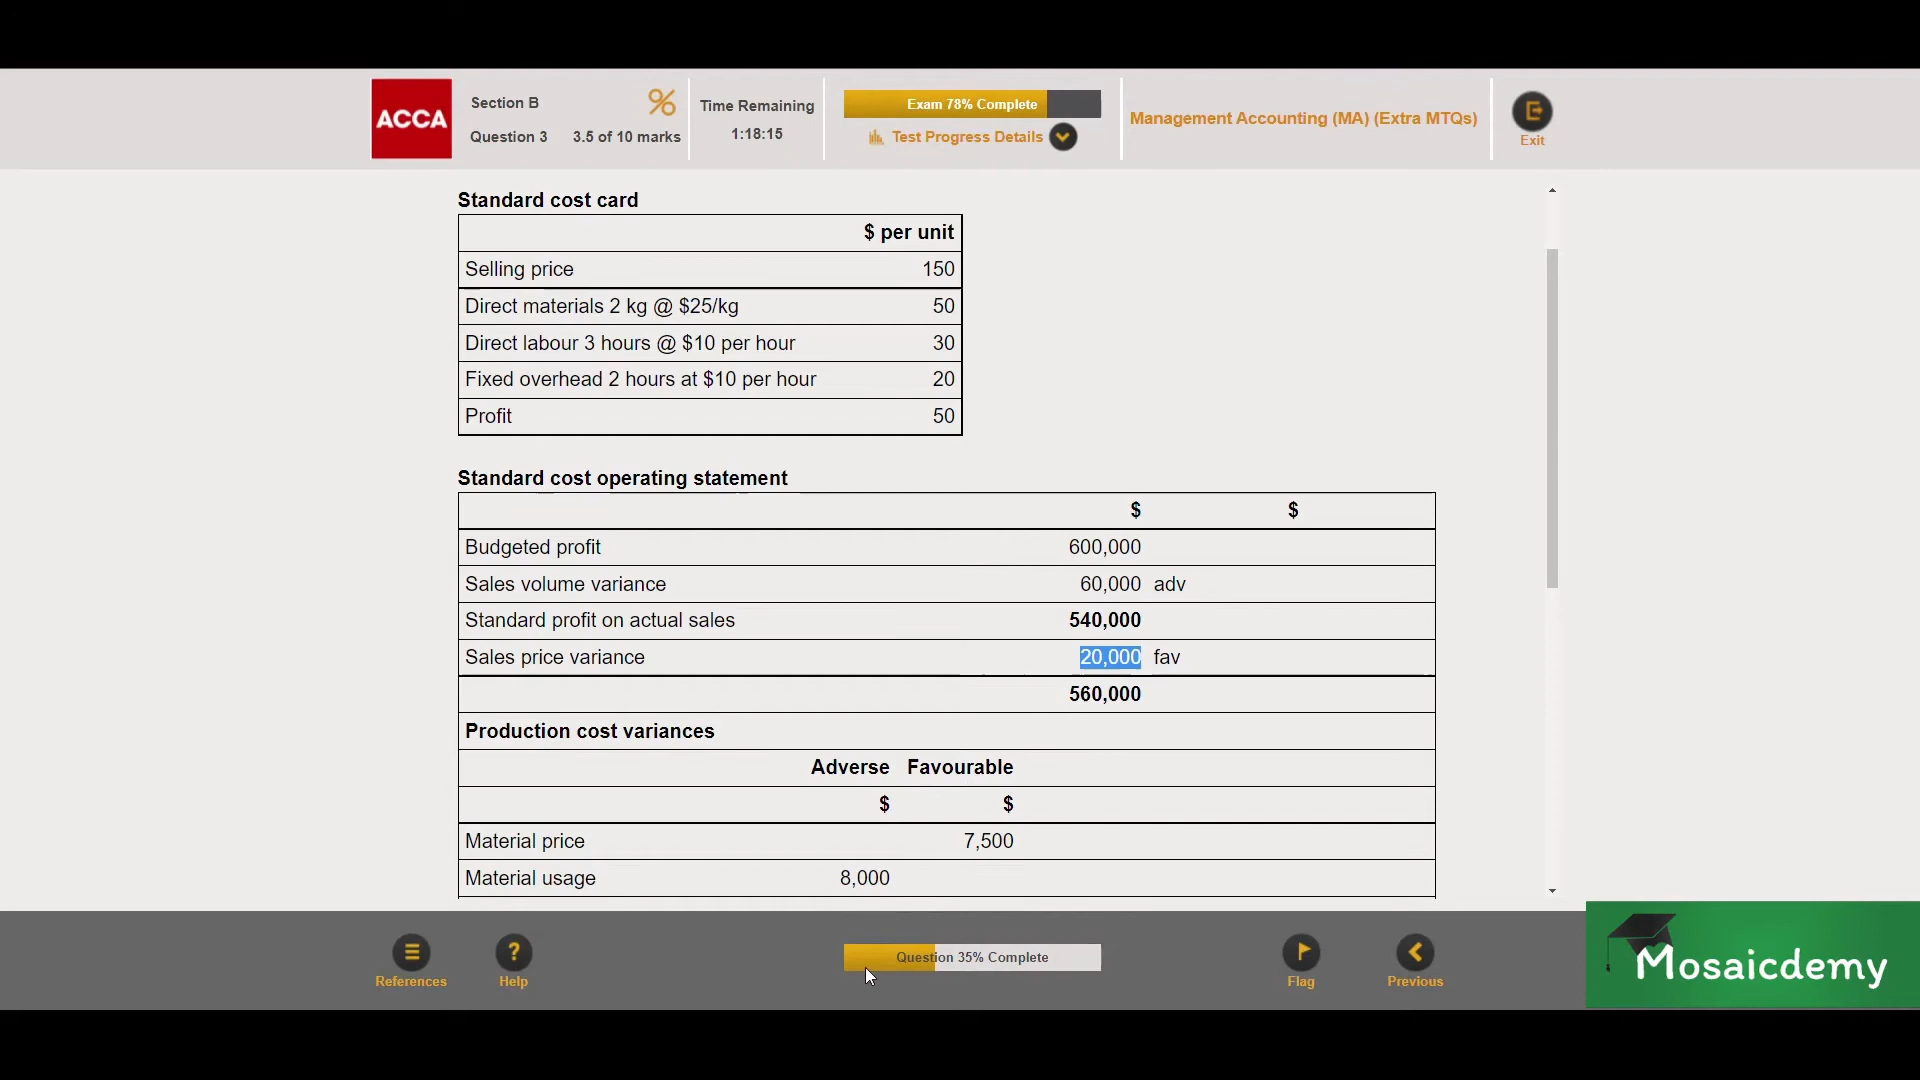 ACCA
Section B
Question 3
%
3.5 of 10 marks
Time Remaining
1:18:15
Exam 78% Complete
Test Progress Details
Management Accounting (MA) (Extra MTQs)
Exit
Standard cost card
$ per unit
Selling price 150
Direct materials 2 kg @ $25/kg 50
Direct labour 3 hours @ $10 per hour 30
Fixed overhead 2 hours at $10 per hour 20
Profit 50
Standard cost operating statement
$ $
Budgeted profit 600,000
Sales volume variance 60,000 adv
Standard profit on actual sales 540,000
Sales price variance 20,000 fav
560,000
Production cost variances
Adverse Favourable
$ $
Material price 7,500
Material usage 8,000
References
? Help
Question 35% Complete
Flag
Previous
Mosaicdemy